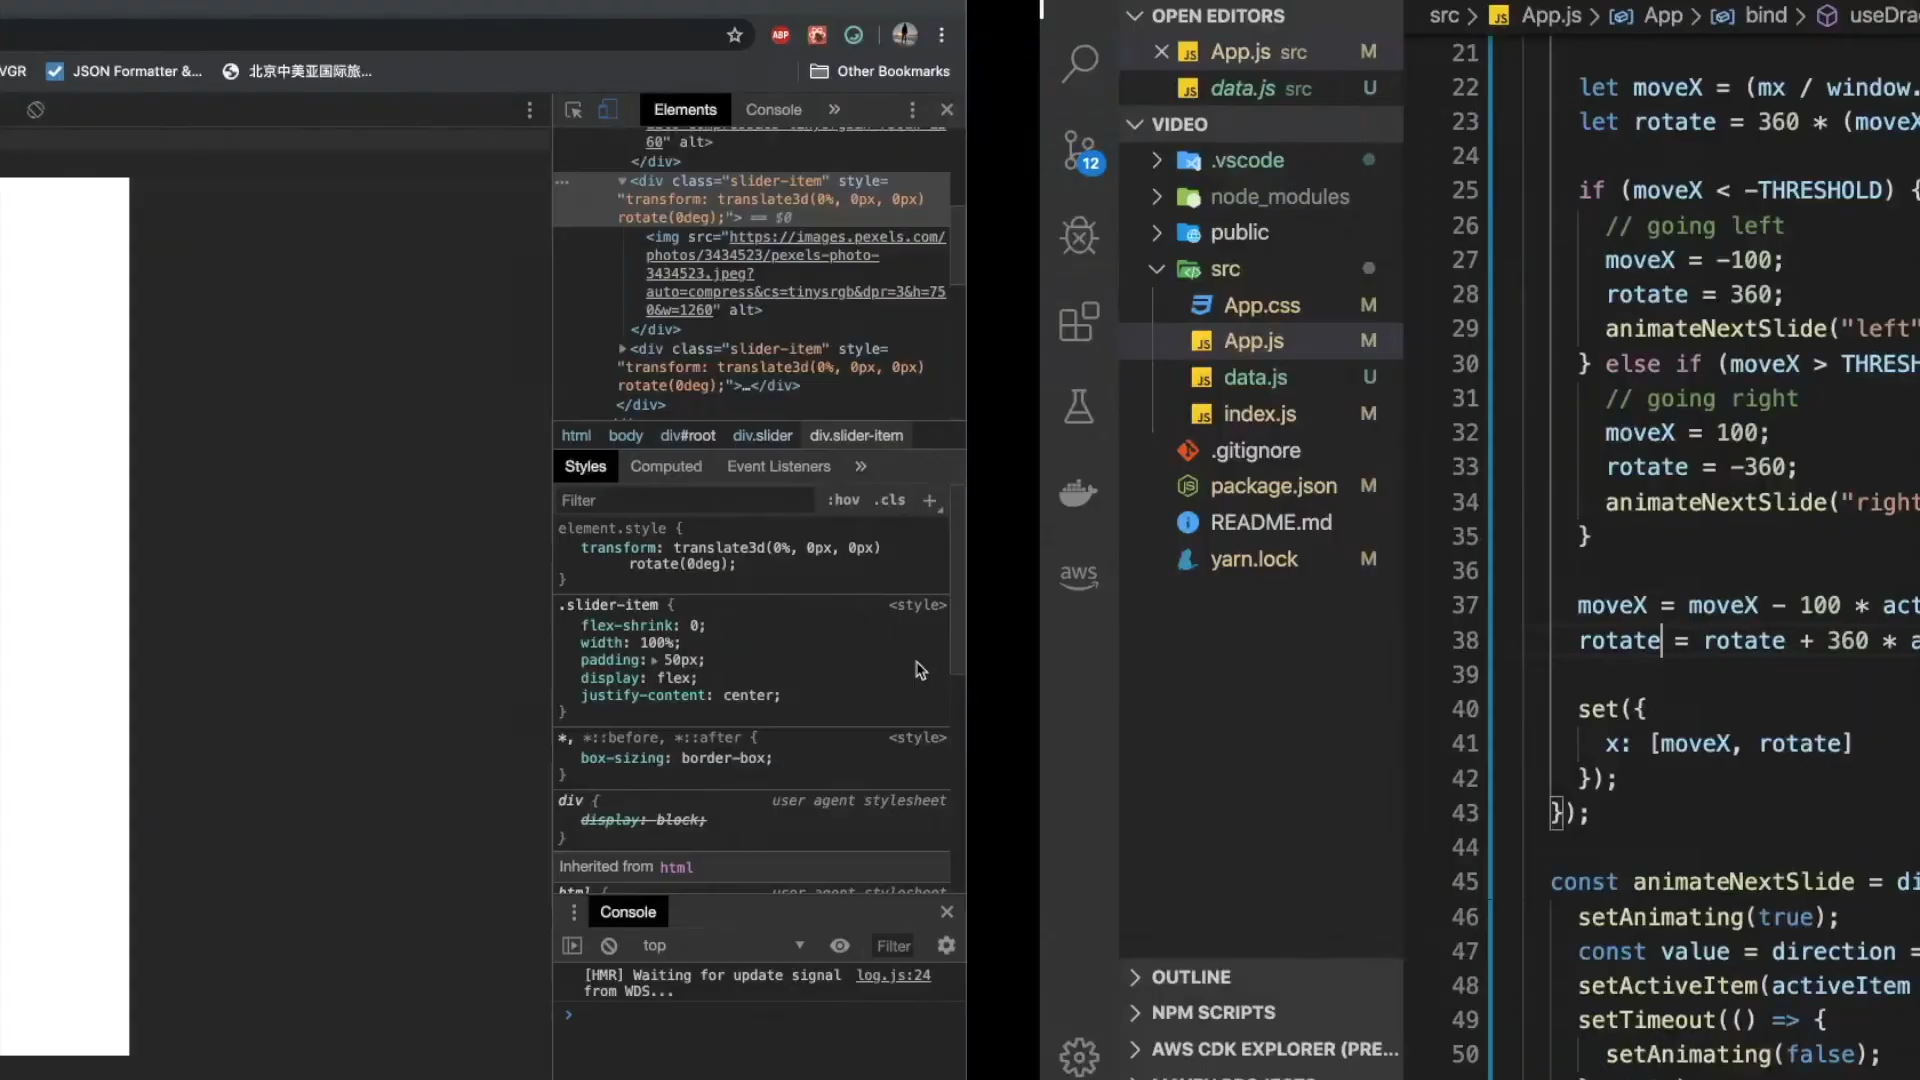 ABP
VGR
JSON Formatter &...
北京中美亚国际旅...
Other Bookmarks
Elements
Console
»
60" alt>
</div>
<div class="slider-item" style=
"transform: translate3d(0%, 0px, 0px)
rotate(0deg);"> == $0
<img src="https://images.pexels.com/
photos/3434523/pexels-photo-
3434523.jpeg?
auto=compress&cs=tinysrgb&dpr=3&h=75
0&w=1260" alt>
</div>
<div class="slider-item" style=
"transform: translate3d(0%, 0px, 0px)
rotate(0deg);">…</div>
</div>
html body div#root div.slider div.slider-item
Styles Computed Event Listeners »
Filter :hov .cls +
element.style {
transform: translate3d(0%, 0px, 0px)
rotate(0deg);
}
.slider-item { <style>
flex-shrink: 0;
width: 100%;
padding: 50px;
display: flex;
justify-content: center;
}
*, *::before, *::after { <style>
box-sizing: border-box;
}
div { user agent stylesheet
display: block;
}
Inherited from html
html { user agent stylesheet
Console
top Filter
[HMR] Waiting for update signal log.js:24
from WDS...
OPEN EDITORS
App.js src M
data.js src U
VIDEO
.vscode
node_modules
public
src
App.css M
App.js M
data.js U
index.js M
.gitignore
package.json M
README.md
yarn.lock M
12
aws
OUTLINE
NPM SCRIPTS
AWS CDK EXPLORER (PRE...
src > App.js > App > bind > useDra
21
22 let moveX = (mx / window.
23 let rotate = 360 * (moveX
24
25 if (moveX < -THRESHOLD) {
26 // going left
27 moveX = -100;
28 rotate = 360;
29 animateNextSlide("left"
30 } else if (moveX > THRESH
31 // going right
32 moveX = 100;
33 rotate = -360;
34 animateNextSlide("right
35 }
36
37 moveX = moveX - 100 * act
38 rotate = rotate + 360 * a
39
40 set({
41 x: [moveX, rotate]
42 });
43 });
44
45 const animateNextSlide = di
46 setAnimating(true);
47 const value = direction =
48 setActiveItem(activeItem
49 setTimeout(() => {
50 setAnimating(false);